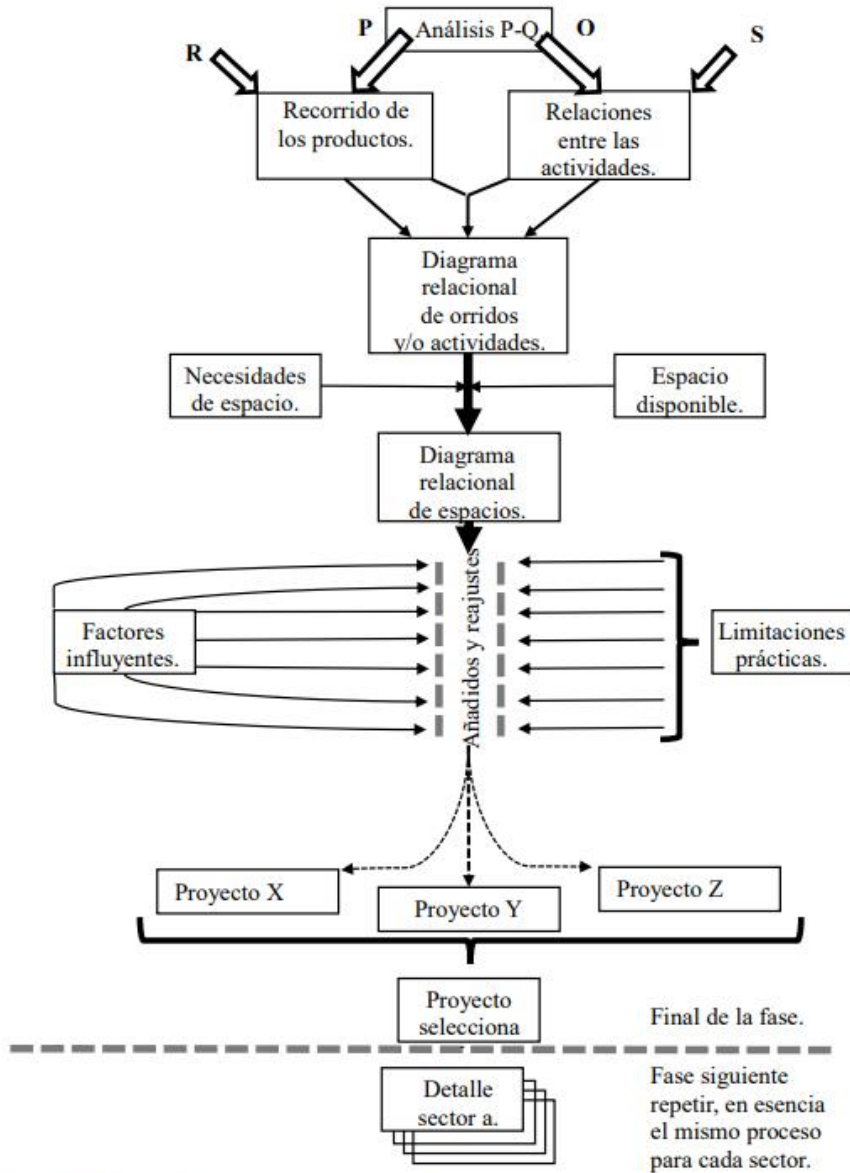 P
Análisis P-Q.
O
R
S
Recorrido de
los productos.
Relaciones
entre las
actividades.
Diagrama
relacional
de orridos
y/o actividades.
Necesidades
de espacio.
Espacio
disponible.
Diagrama
relacional
de espacios.
Factores
influyentes.
Añadidos y reajustes
Limitaciones
prácticas.
Proyecto X
Proyecto Y
Proyecto Z
Proyecto
selecciona
Final de la fase.
Detalle
sector a.
Fase siguiente
repetir, en esencia
el mismo proceso
para cada sector.